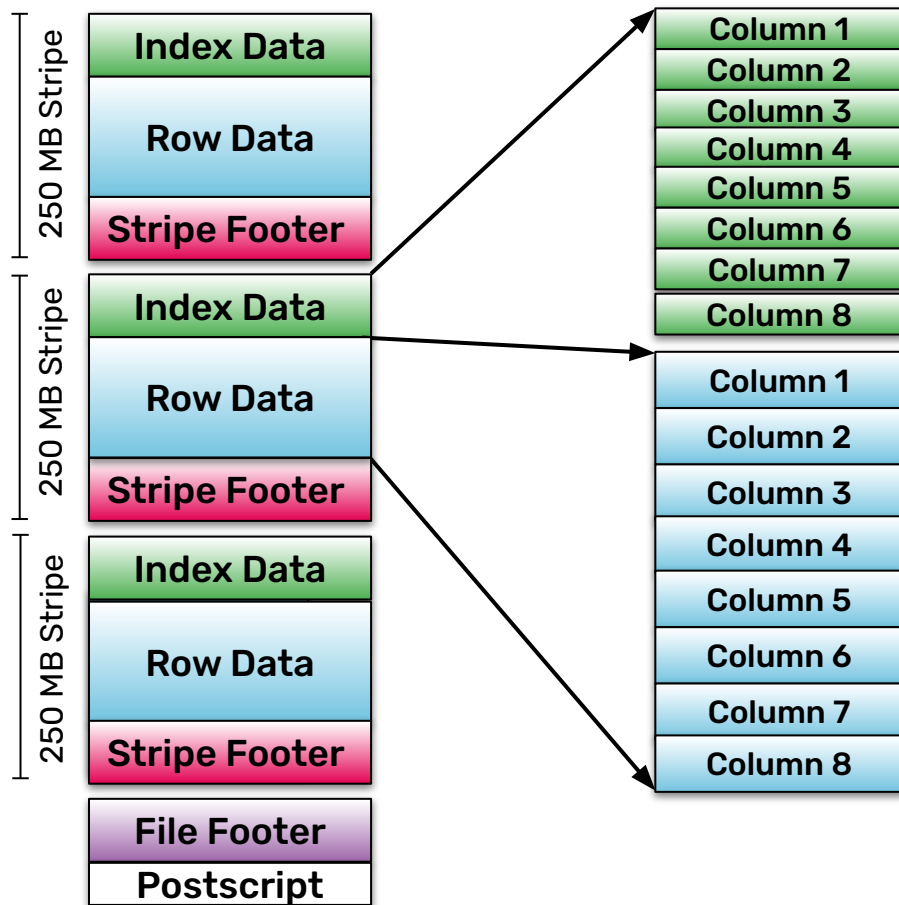 250 MB Stripe
Index Data
Row Data
Stripe Footer
250 MB Stripe
Index Data
Row Data
Stripe Footer
250 MB Stripe
Index Data
Row Data
Stripe Footer
File Footer
Postscript
Column 1
Column 2
Column 3
Column 4
Column 5
Column 6
Column 7
Column 8
Column 1
Column 2
Column 3
Column 4
Column 5
Column 6
Column 7
Column 8